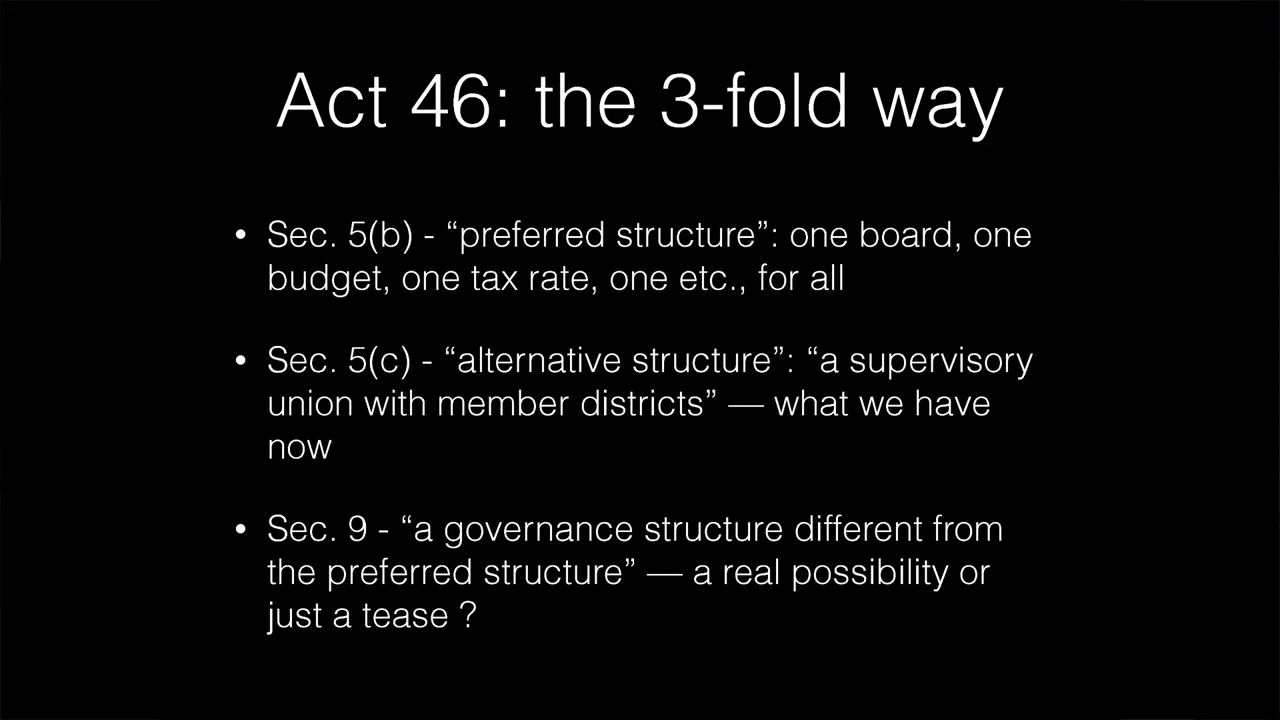 Act 46: the 3-fold way
• Sec. 5(b) - “preferred structure”: one board, one
budget, one tax rate, one etc., for all
• Sec. 5(c) - “alternative structure”: “a supervisory
union with member districts” — what we have
now
• Sec. 9 - “a governance structure different from
the preferred structure” — a real possibility or
just a tease ?